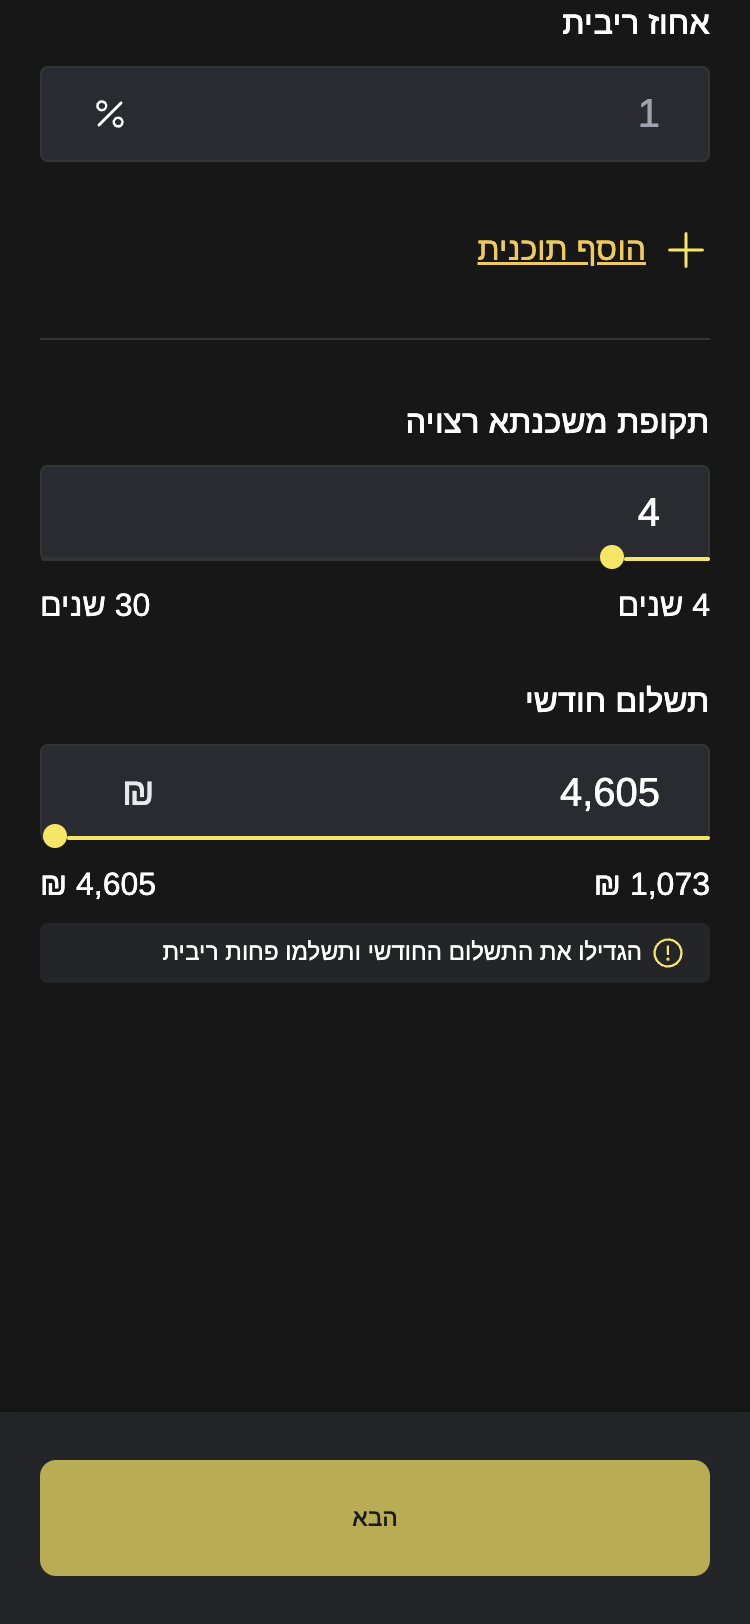 אחוז ריבית
1 %
הוסף תוכנית
תקופת משכנתא רצויה
4
4 שנים 30 שנים
תשלום חודשי
4,605 ₪
1,073 ₪ 4,605 ₪
הגדילו את התשלום החודשי ותשלמו פחות ריבית
הבא